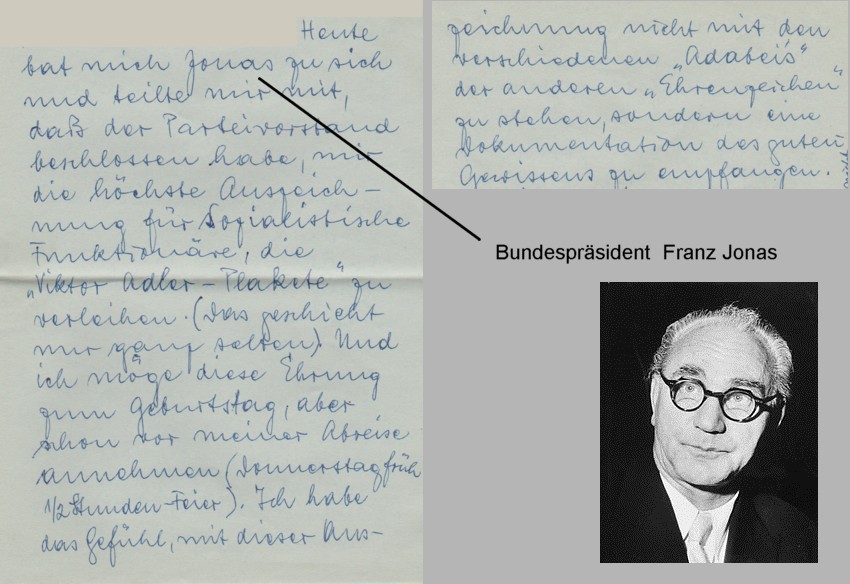 Heute
bat mich Jonas zu sich
und teilte mir mit,
daß der Parteivorstand
beschlossen habe, mir
die höchste Auszeich-
nung für Sozialistische
Funktionäre, die
„Viktor Adler - Plakete" zu
verleihen. (Das geschieht
nur ganz selten). Und
ich möge diese Ehrung
zum Geburtstag, aber
schon vor meiner Abreise
annehmen (Donnerstag früh
1/2 Stunden-Feier). Ich habe
das Gefühl, mit dieser Aus-
zeichnung nicht mit den
verschiedenen „Adabeis"
der anderen „Ehrenzeichen"
zu stehen, sondern eine
Dokumentation des guten
Gewissens zu empfangen.
Bundespräsident Franz Jonas